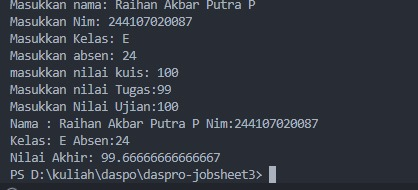 Masukkan nama: Raihan Akbar Putra P
Masukkan Nim: 244107020087
Masukkan Kelas: E
Masukkan absen: 24
masukkan nilai kuis: 100
Masukkan nilai Tugas:99
Masukkan Nilai Ujian:100
Nama : Raihan Akbar Putra P Nim:244107020087
Kelas: E Absen:24
Nilai Akhir: 99.66666666666667
PS D:\kuliah\daspo\daspro-jobsheet3>